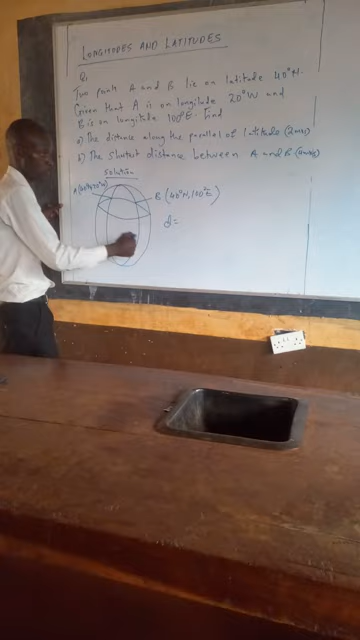 LONGITUDES AND LATITUDES
Q.
Two points A and B lie on latitude 40°N.
Given that A is on longitude 20°W and
B is on longitude 100°E. Find
a) The distance along the parallel of latitude (2mks)
b) The shortest distance between A and B (4mks)
Solution
A(40°N, 20°W)
B (40°N, 100°E)
d=